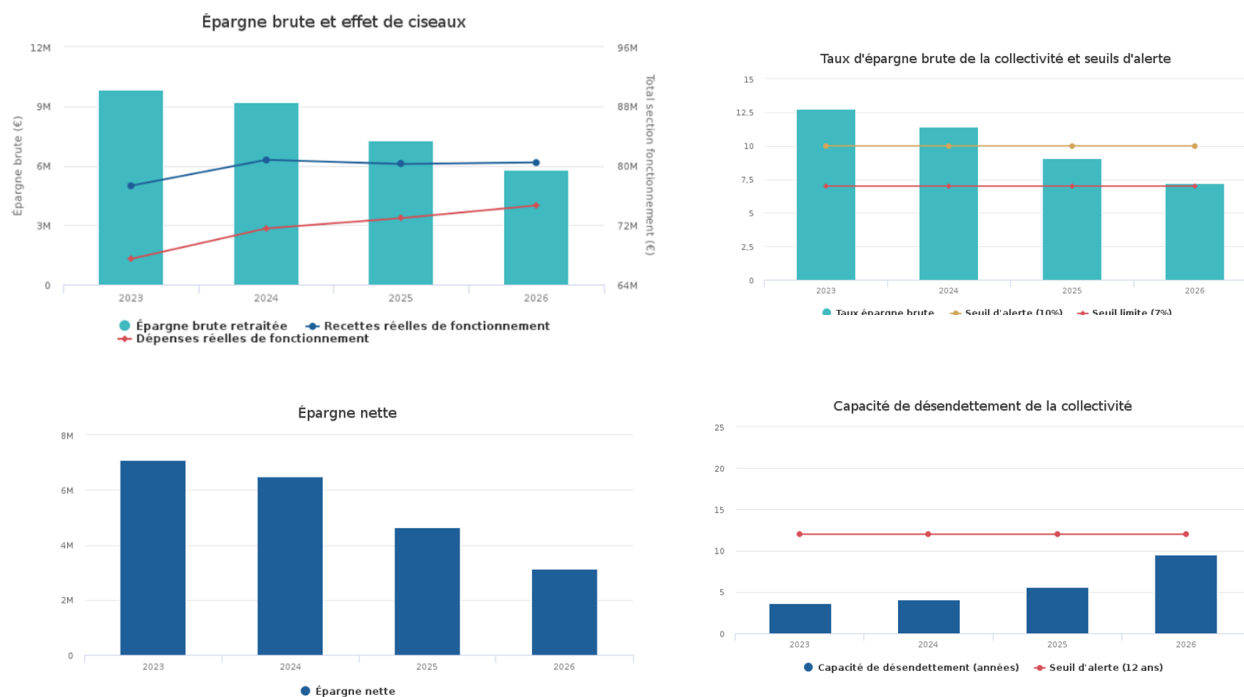 Épargne brute et effet de ciseaux
12M
9M
6M
3M
0
Épargne brute (€)
96M
88M
80M
72M
64M
Total section fonctionnement (€)
2023
2024
2025
2026
Épargne brute retraitée
Recettes réelles de fonctionnement
Dépenses réelles de fonctionnement
Taux d'épargne brute de la collectivité et seuils d'alerte
15
12,5
10
7,5
5
2,5
0
2023
2024
2025
2026
Taux épargne brute
Seuil d'alerte (10%)
Seuil limite (7%)
Épargne nette
8M
6M
4M
2M
0
2023
2024
2025
2026
Épargne nette
Capacité de désendettement de la collectivité
25
20
15
10
5
0
2023
2024
2025
2026
Capacité de désendettement (années)
Seuil d'alerte (12 ans)